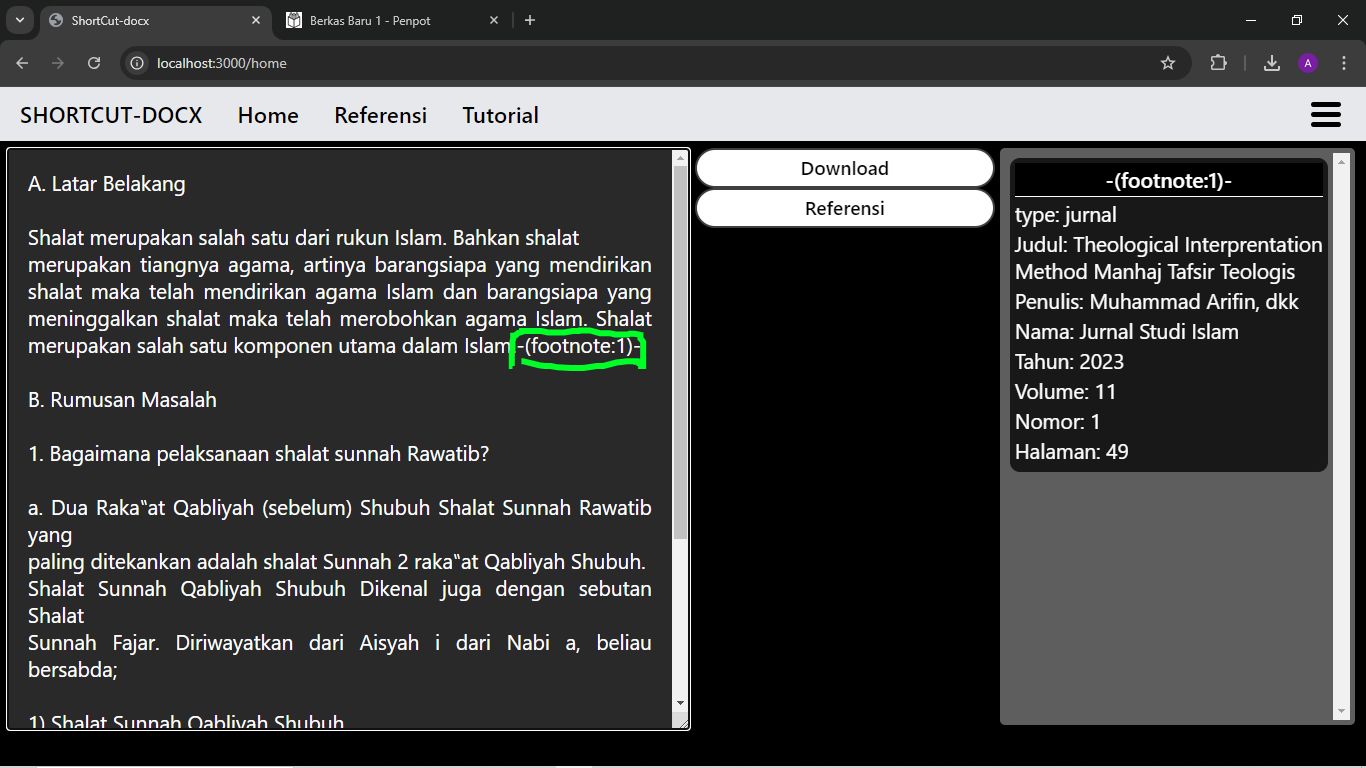 ShortCut-docx
Berkas Baru 1 - Penpot
localhost:3000/home
A
SHORTCUT-DOCX Home Referensi Tutorial
A. Latar Belakang
Shalat merupakan salah satu dari rukun Islam. Bahkan shalat
merupakan tiangnya agama, artinya barangsiapa yang mendirikan
shalat maka telah mendirikan agama Islam dan barangsiapa yang
meninggalkan shalat maka telah merobohkan agama Islam. Shalat
merupakan salah satu komponen utama dalam Islam.-(footnote:1)-
B. Rumusan Masalah
1. Bagaimana pelaksanaan shalat sunnah Rawatib?
a. Dua Raka‟at Qabliyah (sebelum) Shubuh Shalat Sunnah Rawatib
yang
paling ditekankan adalah shalat Sunnah 2 raka‟at Qabliyah Shubuh.
Shalat Sunnah Qabliyah Shubuh Dikenal juga dengan sebutan
Shalat
Sunnah Fajar. Diriwayatkan dari Aisyah i dari Nabi a, beliau
bersabda;
1) Shalat Sunnah Qabliyah Shubuh
Download
Referensi
-(footnote:1)-
type: jurnal
Judul: Theological Interprentation
Method Manhaj Tafsir Teologis
Penulis: Muhammad Arifin, dkk
Nama: Jurnal Studi Islam
Tahun: 2023
Volume: 11
Nomor: 1
Halaman: 49